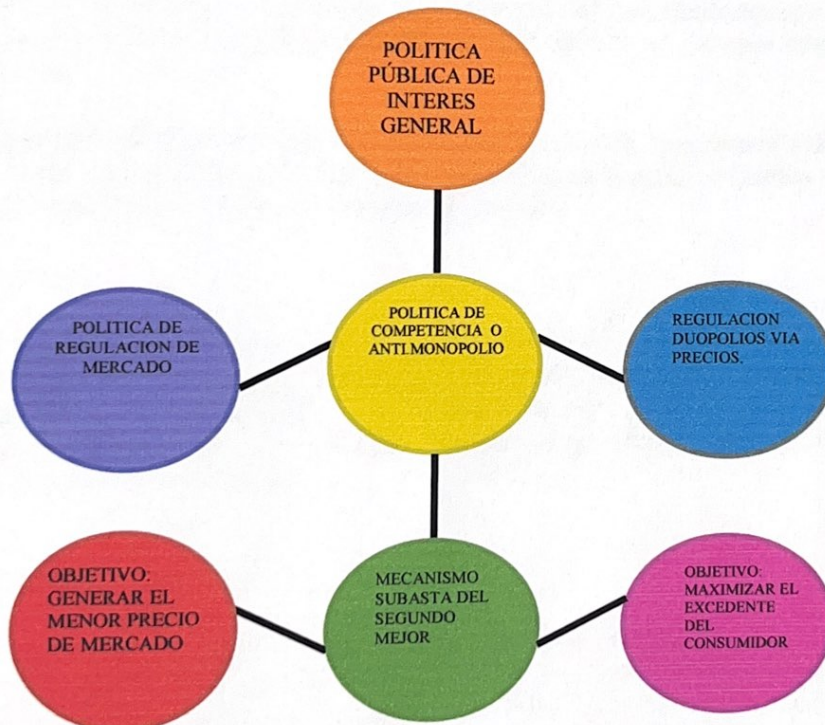 POLITICA
PÚBLICA DE
INTERES
GENERAL
POLITICA DE
REGULACION DE
MERCADO
POLITICA DE
COMPETENCIA O
ANTI.MONOPOLIO
REGULACION
DUOPOLIOS VIA
PRECIOS.
OBJETIVO:
GENERAR EL
MENOR PRECIO
DE MERCADO
MECANISMO
SUBASTA DEL
SEGUNDO
MEJOR
OBJETIVO:
MAXIMIZAR EL
EXCEDENTE
DEL
CONSUMIDOR